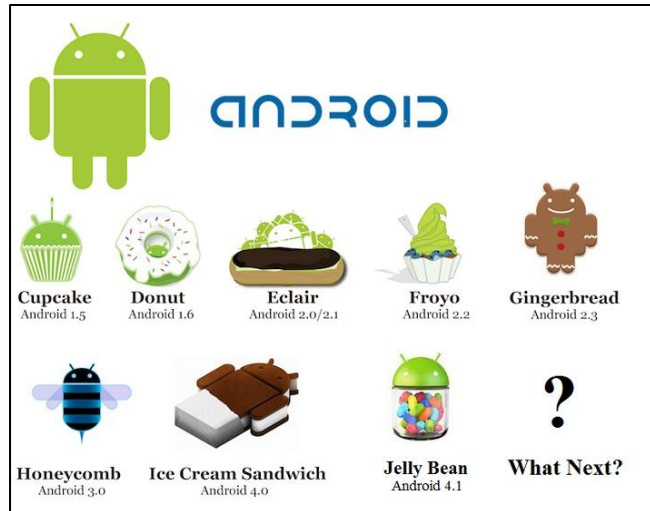 ANDROID
Cupcake
Android 1.5
Donut
Android 1.6
Eclair
Android 2.0/2.1
Froyo
Android 2.2
Gingerbread
Android 2.3
Honeycomb
Android 3.0
Ice Cream Sandwich
Android 4.0
Jelly Bean
Android 4.1
?
What Next?